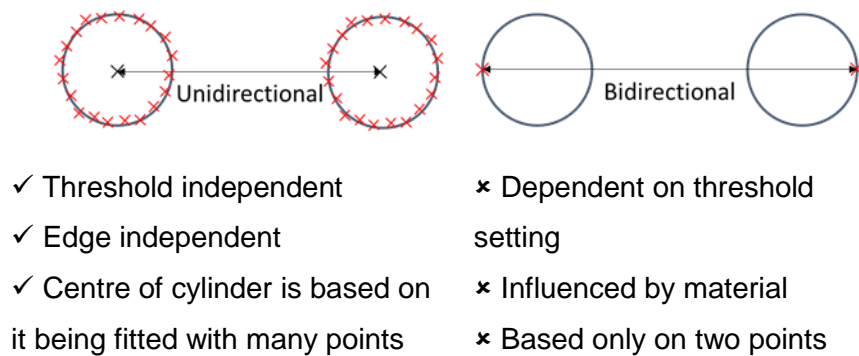 Unidirectional
Bidirectional
✓ Threshold independent
✓ Edge independent
✓ Centre of cylinder is based on
it being fitted with many points
× Dependent on threshold
setting
× Influenced by material
× Based only on two points